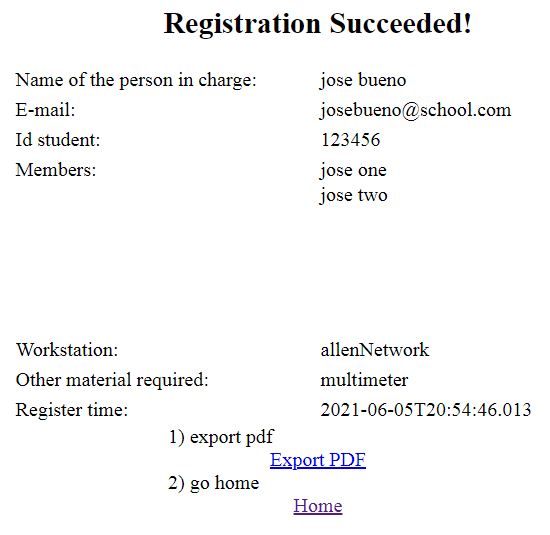 Registration Succeeded!
Name of the person in charge: jose bueno
E-mail: josebueno@school.com
Id student: 123456
Members: jose one
jose two
Workstation: allenNetwork
Other material required: multimeter
Register time: 2021-06-05T20:54:46.013
1) export pdf
Export PDF
2) go home
Home